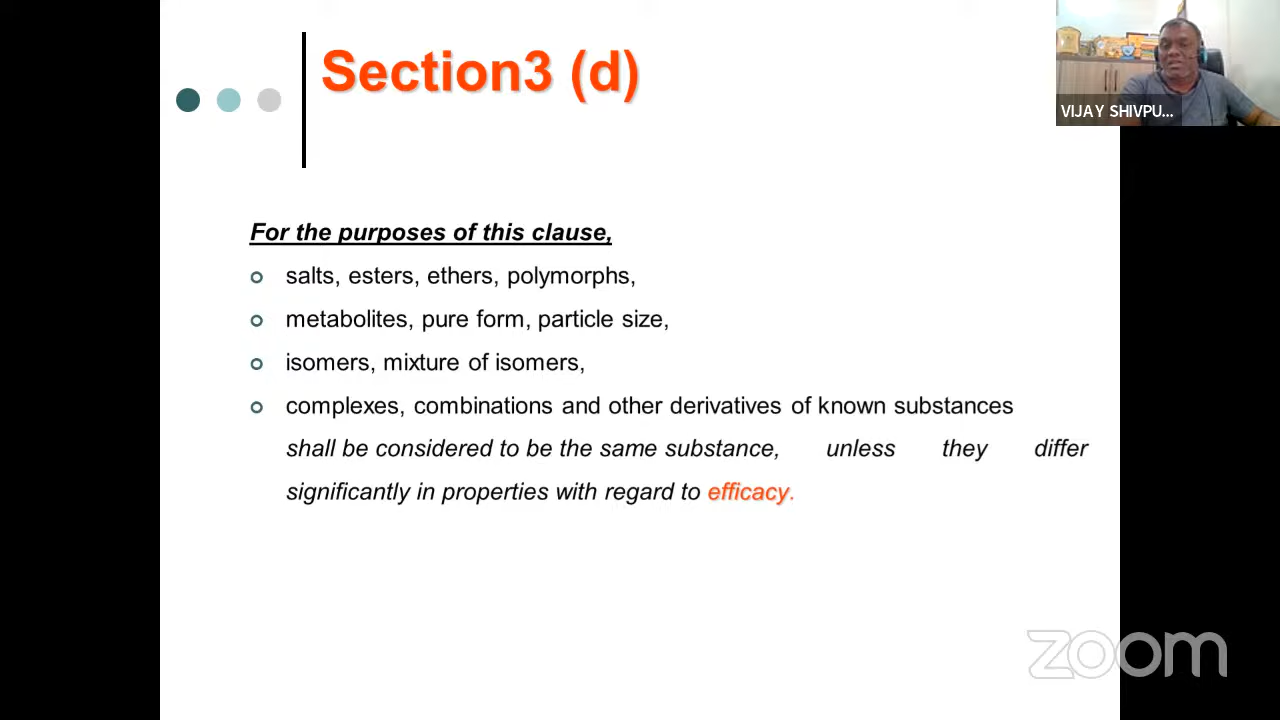 Section3 (d)
VIJAY SHIVPU...
For the purposes of this clause,
salts, esters, ethers, polymorphs,
metabolites, pure form, particle size,
isomers, mixture of isomers,
complexes, combinations and other derivatives of known substances
shall be considered to be the same substance, unless they differ
significantly in properties with regard to efficacy.
zoom